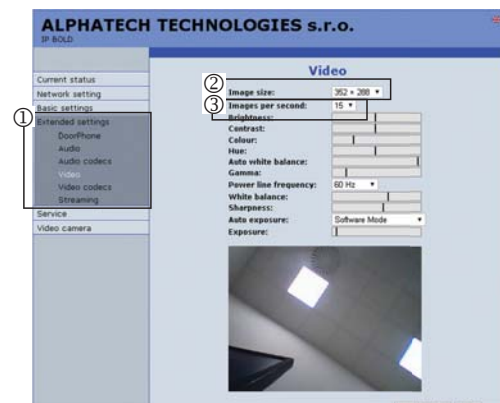 ALPHATECH TECHNOLOGIES s.r.o.
IP BOLD
Current status
Network setting
Basic settings
① Extended settings
DoorPhone
Audio
Audio codecs
Video
Video codecs
Streaming
Service
Video camera
Video
② Image size: 352 × 288
③ Images per second: 15
Brightness:
Contrast:
Colour:
Hue:
Auto white balance:
Gamma:
Power line frequency: 60 Hz
White balance:
Sharpness:
Auto exposure: Software Mode
Exposure: